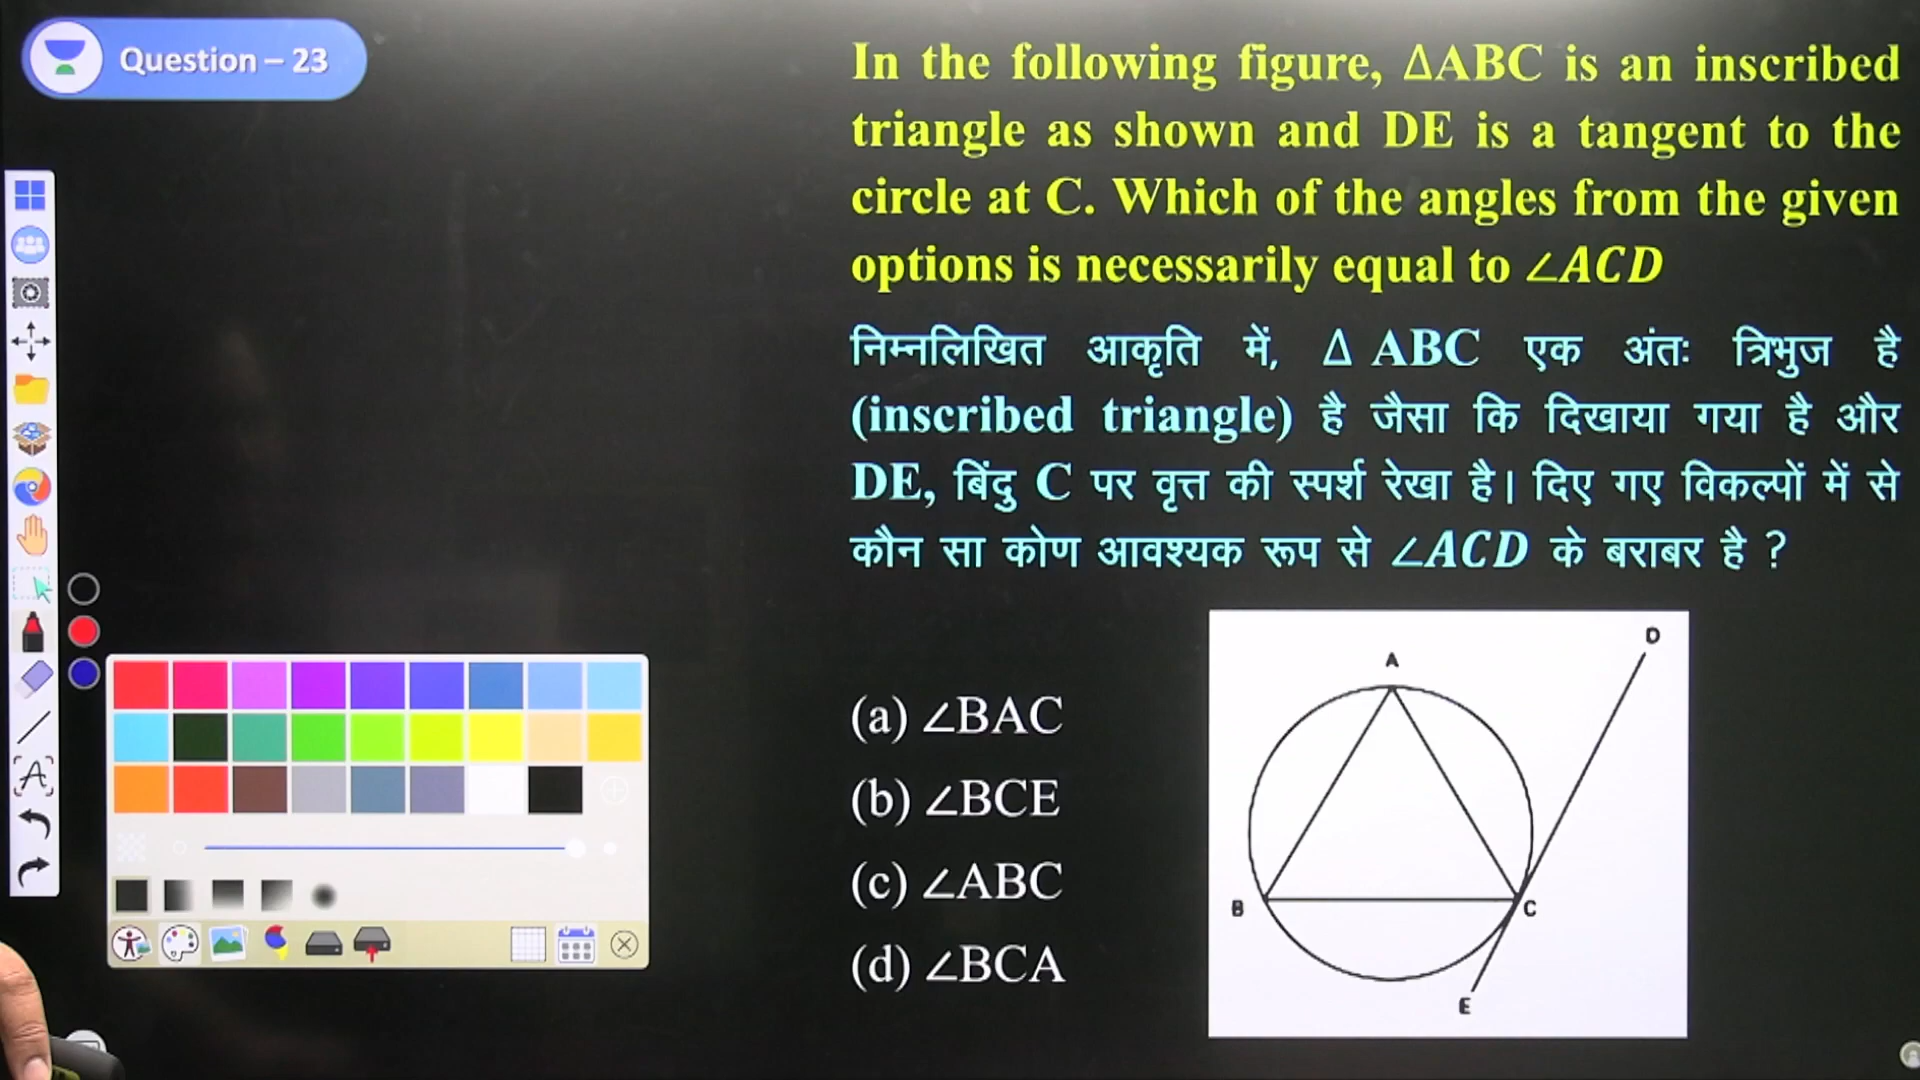 Question – 23
In the following figure, ΔABC is an inscribed
triangle as shown and DE is a tangent to the
circle at C. Which of the angles from the given
options is necessarily equal to ∠ACD
निम्नलिखित आकृति में, Δ ABC एक अंतः त्रिभुज है
(inscribed triangle) है जैसा कि दिखाया गया है और
DE, बिंदु C पर वृत्त की स्पर्श रेखा है। दिए गए विकल्पों में से
कौन सा कोण आवश्यक रूप से ∠ACD के बराबर है ?
(a) ∠BAC
(b) ∠BCE
(c) ∠ABC
(d) ∠BCA
D
A
B
C
E
A